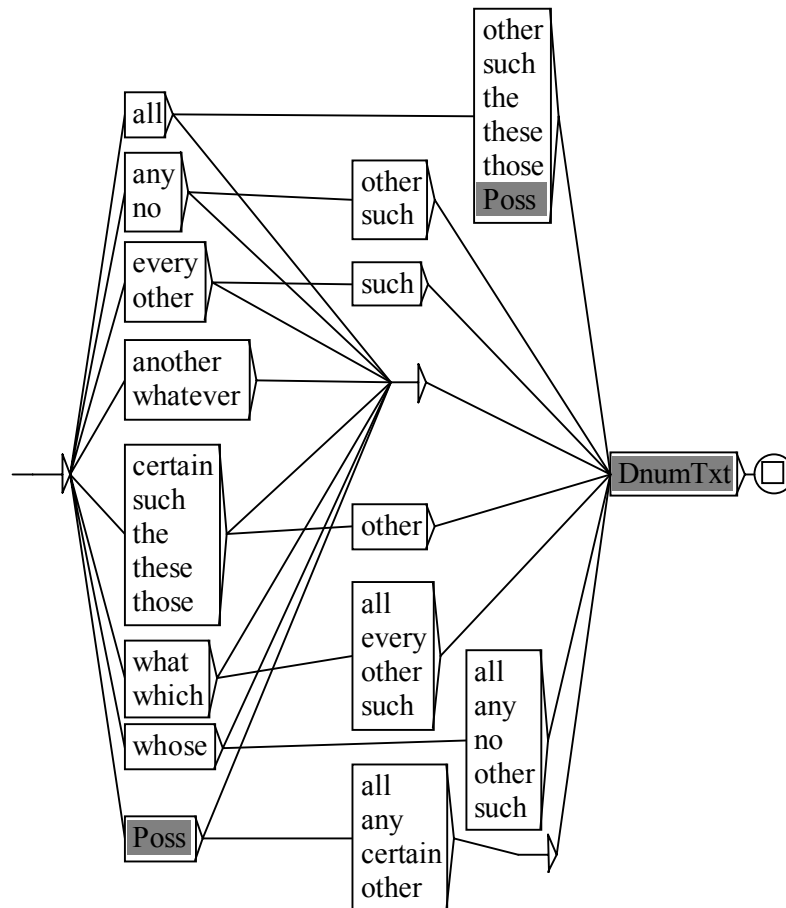 all
any
no
every
other
another
whatever
certain
such
the
these
those
what
which
whose
Poss
other
such
such
other
all
every
other
such
all
any
certain
other
other
such
the
these
those
Poss
all
any
no
other
such
DnumTxt